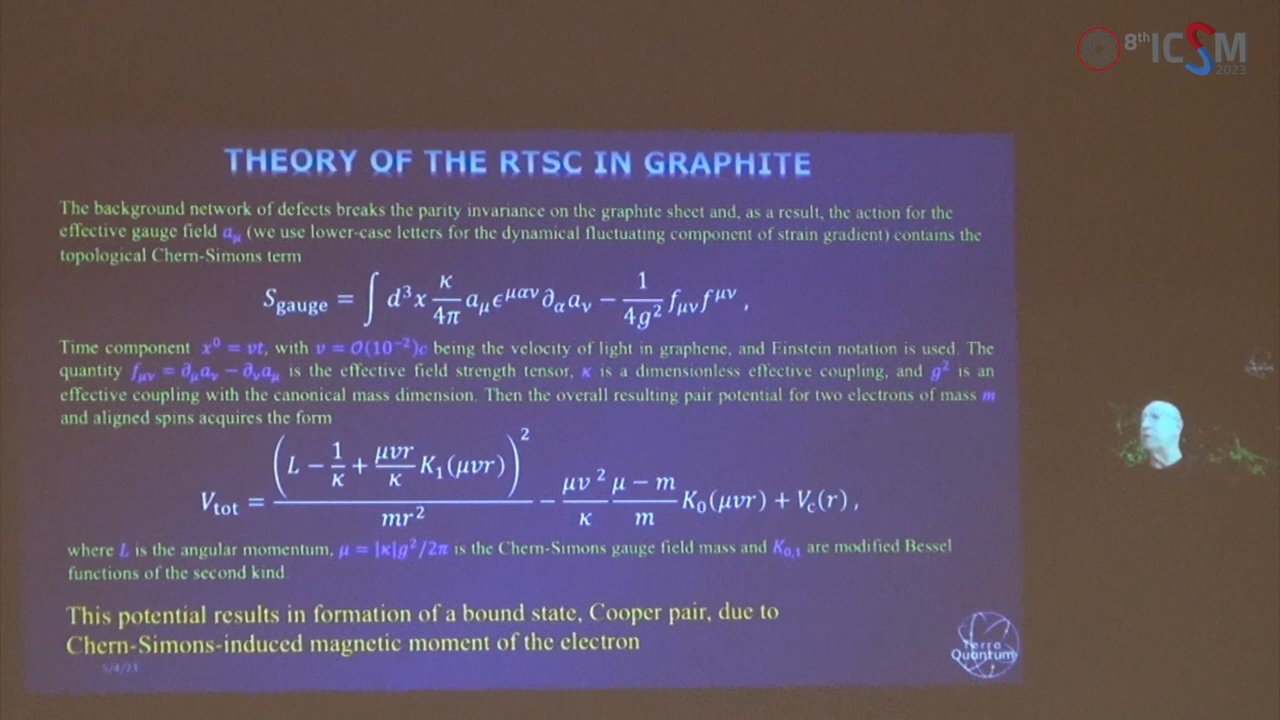 8th ICSM
2023
THEORY OF THE RTSC IN GRAPHITE
The background network of defects breaks the parity invariance on the graphite sheet and, as a result, the action for the
effective gauge field aμ (we use lower-case letters for the dynamical fluctuating component of strain gradient) contains the
topological Chern-Simons term
S_gauge = ∫ d³x κ/4π a_μ ϵ^{μαν} ∂_α a_ν − 1/4g² f_{μν} f^{μν} ,
Time component x⁰ = vt, with v = O(10⁻²)c being the velocity of light in graphene, and Einstein notation is used. The
quantity f_{μν} = ∂_μ a_ν − ∂_ν a_μ is the effective field strength tensor, κ is a dimensionless effective coupling, and g² is an
effective coupling with the canonical mass dimension. Then the overall resulting pair potential for two electrons of mass m
and aligned spins acquires the form
V_tot = (L − 1/κ + μvr/κ K₁(μvr))² / mr² − μv²/κ (μ − m)/m K₀(μvr) + V_c(r) ,
where L is the angular momentum, μ = |κ|g²/2π is the Chern-Simons gauge field mass and K₀,₁ are modified Bessel
functions of the second kind
This potential results in formation of a bound state, Cooper pair, due to
Chern-Simons-induced magnetic moment of the electron
5/4/23
Terra
Quantum